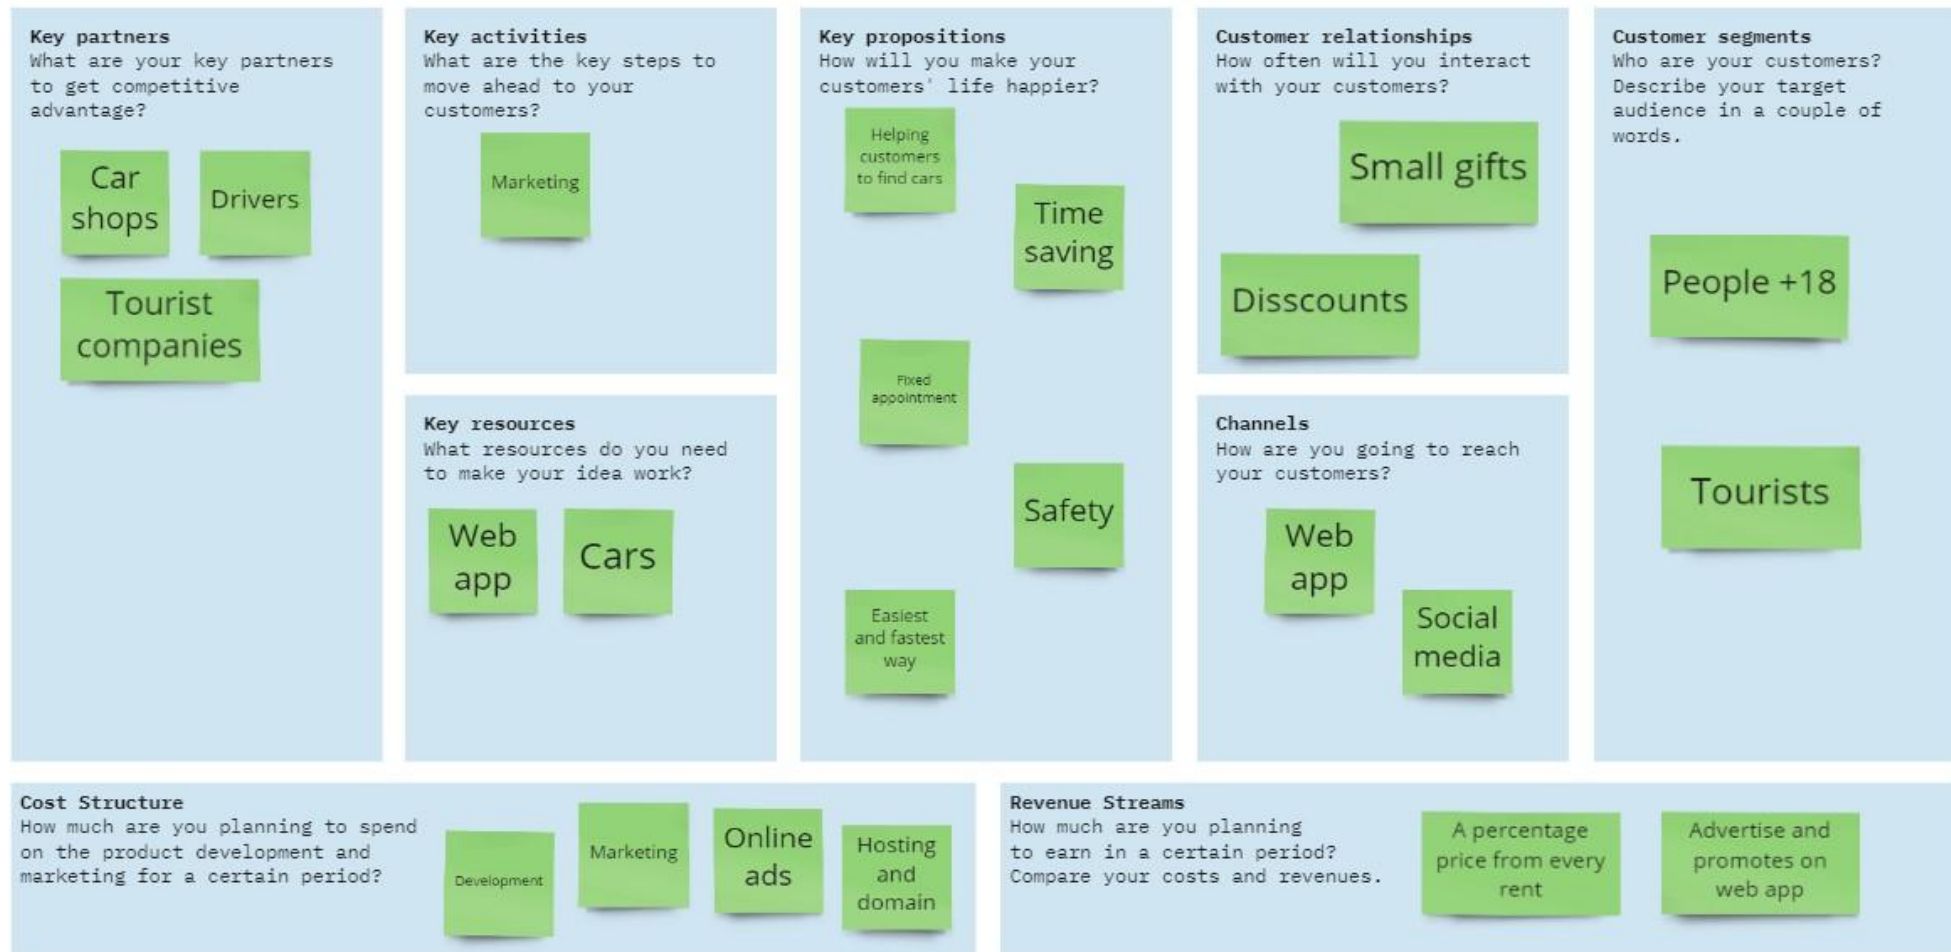 Key partners
What are your key partners
to get competitive
advantage?
Car
shops
Drivers
Tourist
companies
Key activities
What are the key steps to
move ahead to your
customers?
Marketing
Key resources
What resources do you need
to make your idea work?
Web
app
Cars
Key propositions
How will you make your
customers' life happier?
Helping
customers
to find cars
Time
saving
Fixed
appointment
Safety
Easiest
and fastest
way
Customer relationships
How often will you interact
with your customers?
Small gifts
Disscounts
Channels
How are you going to reach
your customers?
Web
app
Social
media
Customer segments
Who are your customers?
Describe your target
audience in a couple of
words.
People +18
Tourists
Cost Structure
How much are you planning to spend
on the product development and
marketing for a certain period?
Development
Marketing
Online
ads
Hosting
and
domain
Revenue Streams
How much are you planning
to earn in a certain period?
Compare your costs and revenues.
A percentage
price from every
rent
Advertise and
promotes on
web app